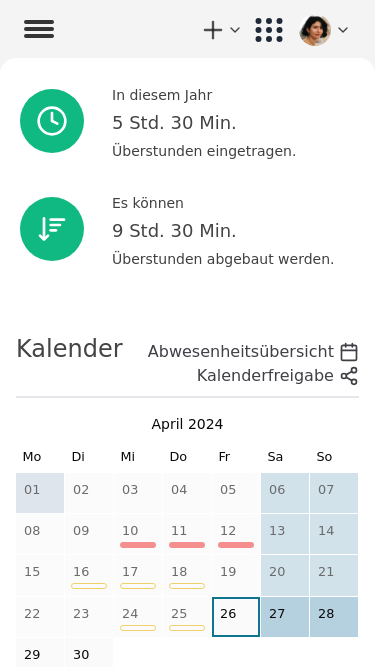 In diesem Jahr
5 Std. 30 Min.
Überstunden eingetragen.
Es können
9 Std. 30 Min.
Überstunden abgebaut werden.
Kalender
Abwesenheitsübersicht
Kalenderfreigabe
April 2024
Mo Di Mi Do Fr Sa So
01 02 03 04 05 06 07
08 09 10 11 12 13 14
15 16 17 18 19 20 21
22 23 24 25 26 27 28
29 30